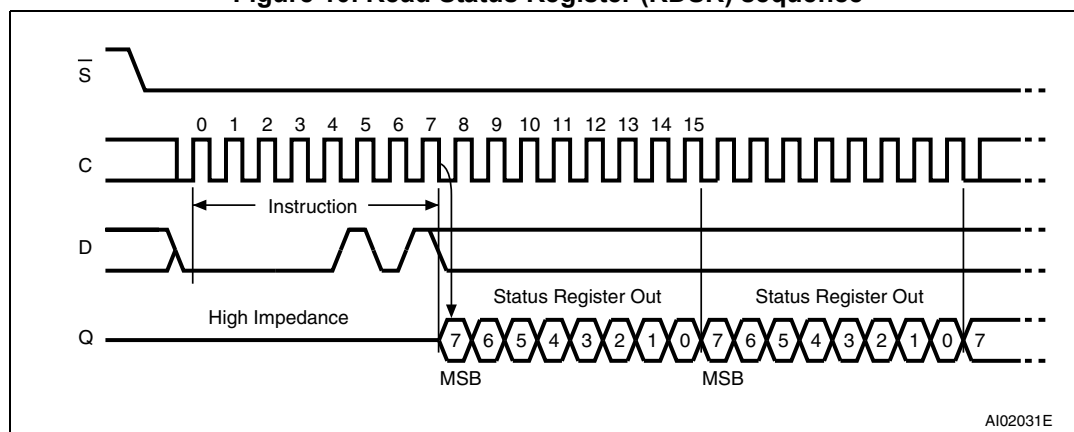 Figure 10. Read Status Register (RDSR) sequence
S
0 1 2 3 4 5 6 7 8 9 10 11 12 13 14 15
C
Instruction
D
Status Register Out Status Register Out
High Impedance
Q 7 6 5 4 3 2 1 0 7 6 5 4 3 2 1 0 7
MSB MSB
AI02031E